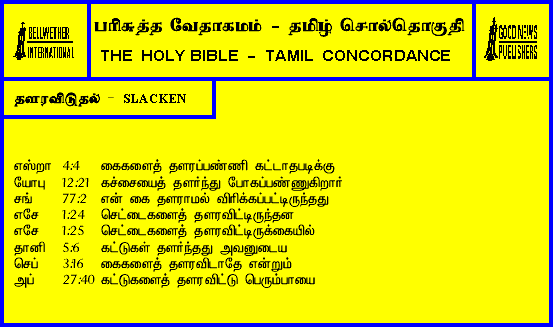 BELLWETHER
INTERNATIONAL
பரிசுத்த வேதாகமம் - தமிழ் சொல்தொகுதி
THE HOLY BIBLE - TAMIL CONCORDANCE
GOOD NEWS
PUBLISHERS
தளரவிடுதல் - SLACKEN
எஸ்றா 4:4 கைகளைத் தளரப்பண்ணி கட்டாதபடிக்கு
யோபு 12:21 கச்சையைத் தளர்ந்து போகப்பண்ணுகிறார்
சங் 77:2 என் கை தளராமல் விரிக்கப்பட்டிருந்தது
எசே 1:24 செட்டைகளைத் தளரவிட்டிருந்தன
எசே 1:25 செட்டைகளைத் தளரவிட்டிருக்கையில்
தானி 5:6 கட்டுகள் தளர்ந்தது அவனுடைய
செப் 3:16 கைகளைத் தளரவிடாதே என்றும்
அப் 27:40 கட்டுகளைத் தளரவிட்டு பெரும்பாயை